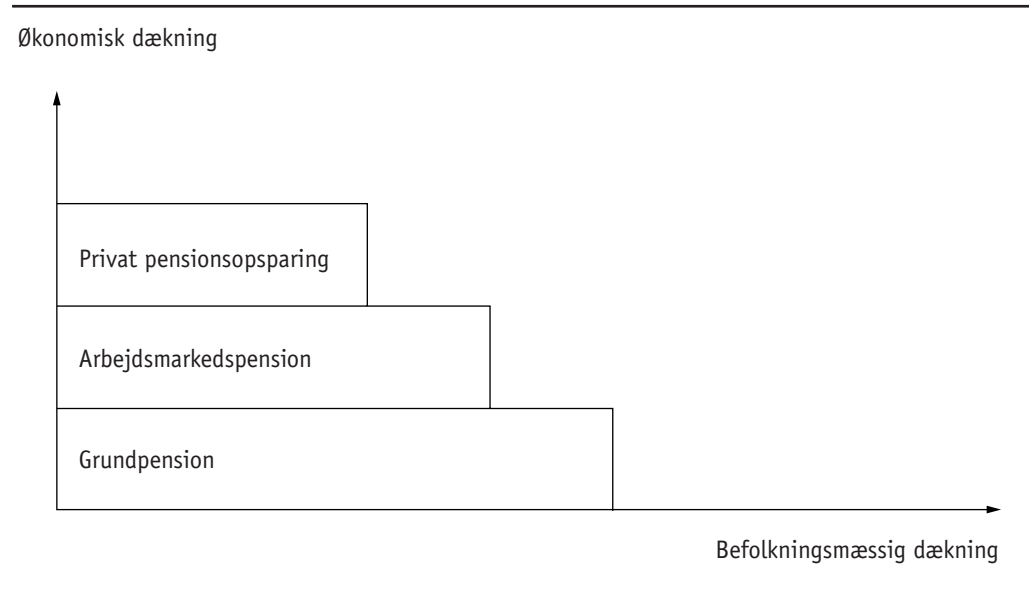 Økonomisk dækning
Privat pensionsopsparing
Arbejdsmarkedspension
Grundpension
Befolkningsmæssig dækning